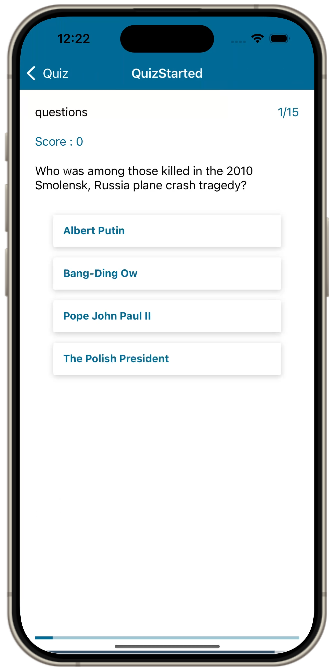 12:22
Quiz
QuizStarted
questions
1/15
Score : 0
Who was among those killed in the 2010
Smolensk, Russia plane crash tragedy?
Albert Putin
Bang-Ding Ow
Pope John Paul II
The Polish President